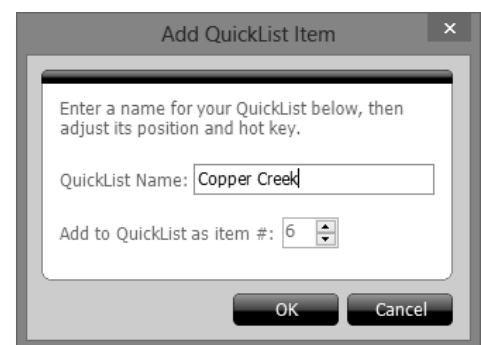 Add QuickList Item
Enter a name for your QuickList below, then
adjust its position and hot key.
QuickList Name: Copper Creek
Add to QuickList as item #: 6
OK Cancel